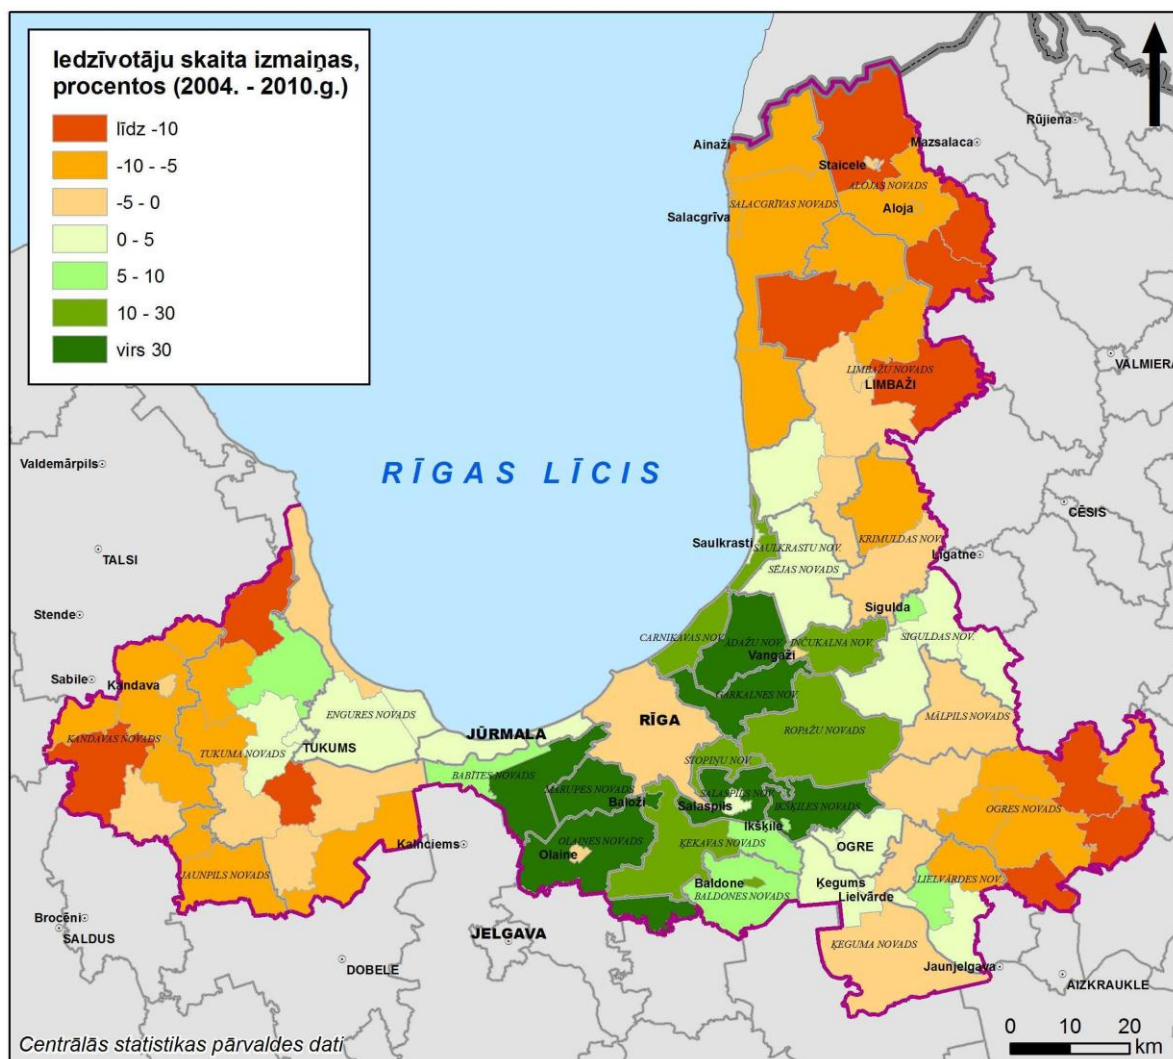 Iedzīvotāju skaita izmaiņas,
procentos (2004. - 2010.g.)
līdz -10
-10 - -5
-5 - 0
0 - 5
5 - 10
10 - 30
virs 30
Rūjiena
Mazsalaca
Ainaži
Staicele
ALOJAS NOVADS
SALACGRĪVAS NOVADS
Aloja
Salacgrīva
VALMIERA
LIMBAŽU NOVADS
LIMBAŽI
Valdemārpils
RĪGAS LĪCIS
CĒSIS
Saulkrasti
SAULKRASTU NOV.
KRIMULDAS NOV.
Līgatne
TALSI
SĒJAS NOVADS
Stende
Sigulda
CARNIKAVAS NOV.
ĀDAŽU NOV.
INČUKALNA NOV.
SIGULDAS NOV.
Vangaži
Sabile
Kandava
GARKALNES NOV.
ENGURES NOVADS
RĪGA
MĀLPILS NOVADS
KANDAVAS NOVADS
TUKUMA NOVADS
TUKUMS
JŪRMALA
ROPAŽU NOVADS
STOPIŅU NOV.
BABĪTES NOVADS
MĀRUPES NOVADS
SALASPILS NOV.
Baloži
Salaspils
IKŠĶILES NOVADS
OGRES NOVADS
Ikšķile
Kalnciems
OLAINES NOVADS
ĶEKAVAS NOVADS
OGRE
Olaine
JAUNPILS NOVADS
Baldone
BALDONES NOVADS
Ķegums
LIELVĀRDES NOV.
Lielvārde
Brocēni
SALDUS
JELGAVA
ĶEGUMA NOVADS
DOBELE
Jaunjelgava
AIZKRAUKLE
Centrālās statistikas pārvaldes dati
0 10 20
km